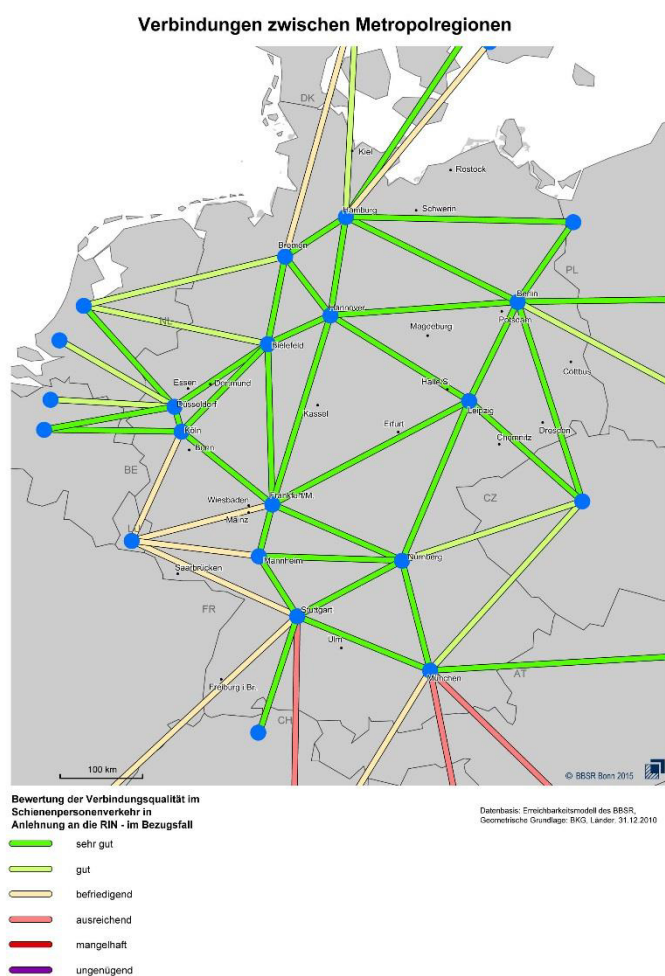 Verbindungen zwischen Metropolregionen
DK
Kiel
Rostock
Hamburg
Schwerin
Bremen
PL
Berlin
NL
Hannover
Potsdam
Magdeburg
Bielefeld
Cottbus
Essen
Dortmund
Halle/S
Düsseldorf
Kassel
Leipzig
Köln
Erfurt
Dresden
Chemnitz
Bonn
BE
Wiesbaden
Frankfurt/M
CZ
Mainz
Mannheim
Nürnberg
Saarbrücken
FR
Stuttgart
Ulm
München
AT
Freiburg i Br.
CH
100 km
© BBSR Bonn 2015
Bewertung der Verbindungsqualität im
Schienenpersonenverkehr in
Anlehnung an die RIN - im Bezugsfall
Datenbasis: Erreichbarkeitsmodell des BBSR,
Geometrische Grundlage: BKG, Länder, 31.12.2010
sehr gut
gut
befriedigend
ausreichend
mangelhaft
ungenügend